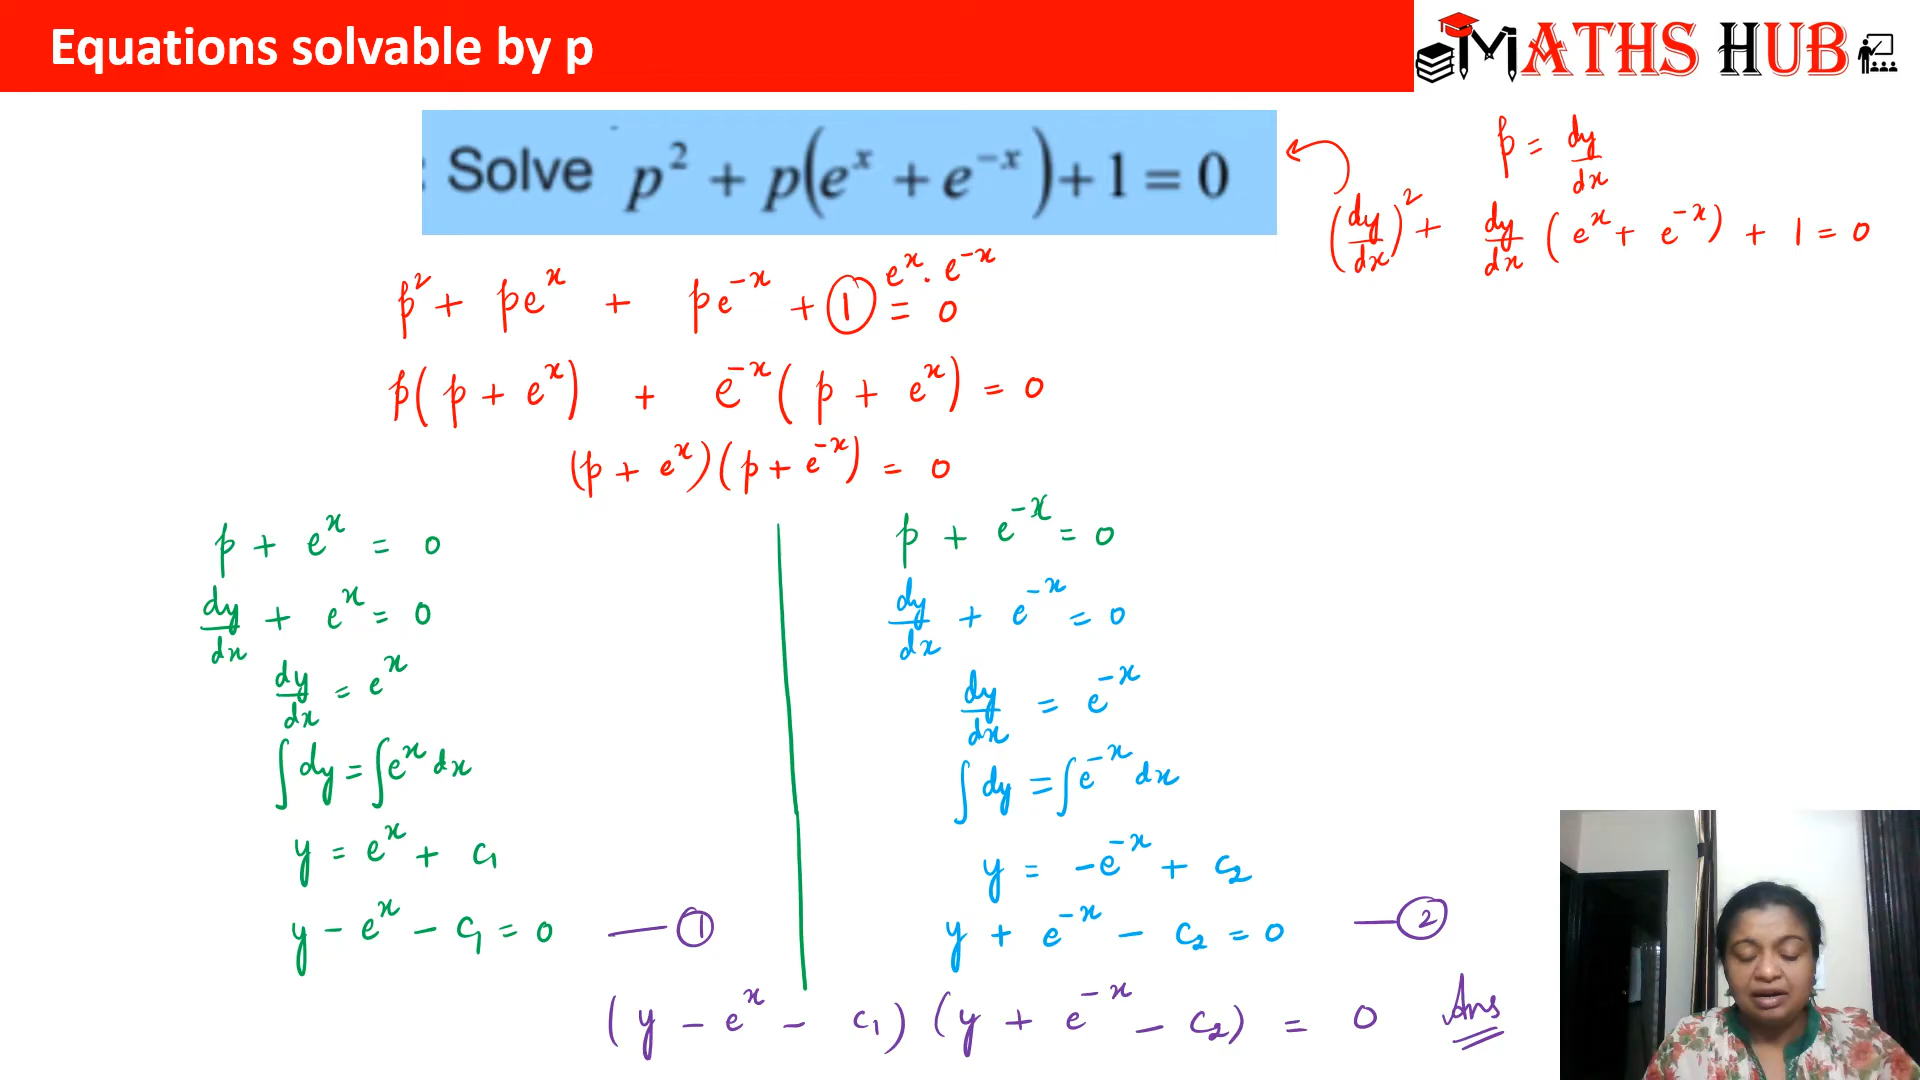 Equations solvable by p
MATHS HUB
: Solve p² + p(eˣ + e⁻ˣ) + 1 = 0
p = dy/dx
(dy/dx)² + dy/dx (eˣ + e⁻ˣ) + 1 = 0
eˣ · e⁻ˣ
p² + peˣ + pe⁻ˣ + ① = 0
p(p + eˣ) + e⁻ˣ(p + eˣ) = 0
(p + eˣ)(p + e⁻ˣ) = 0
p + eˣ = 0
dy/dx + eˣ = 0
dy/dx = eˣ
∫dy = ∫eˣ dx
y = eˣ + c₁
y - eˣ - c₁ = 0 — ①
p + e⁻ˣ = 0
dy/dx + e⁻ˣ = 0
dy/dx = e⁻ˣ
∫dy = ∫e⁻ˣ dx
y = -e⁻ˣ + c₂
y + e⁻ˣ - c₂ = 0 — ②
(y - eˣ - c₁)(y + e⁻ˣ - c₂) = 0 Ans